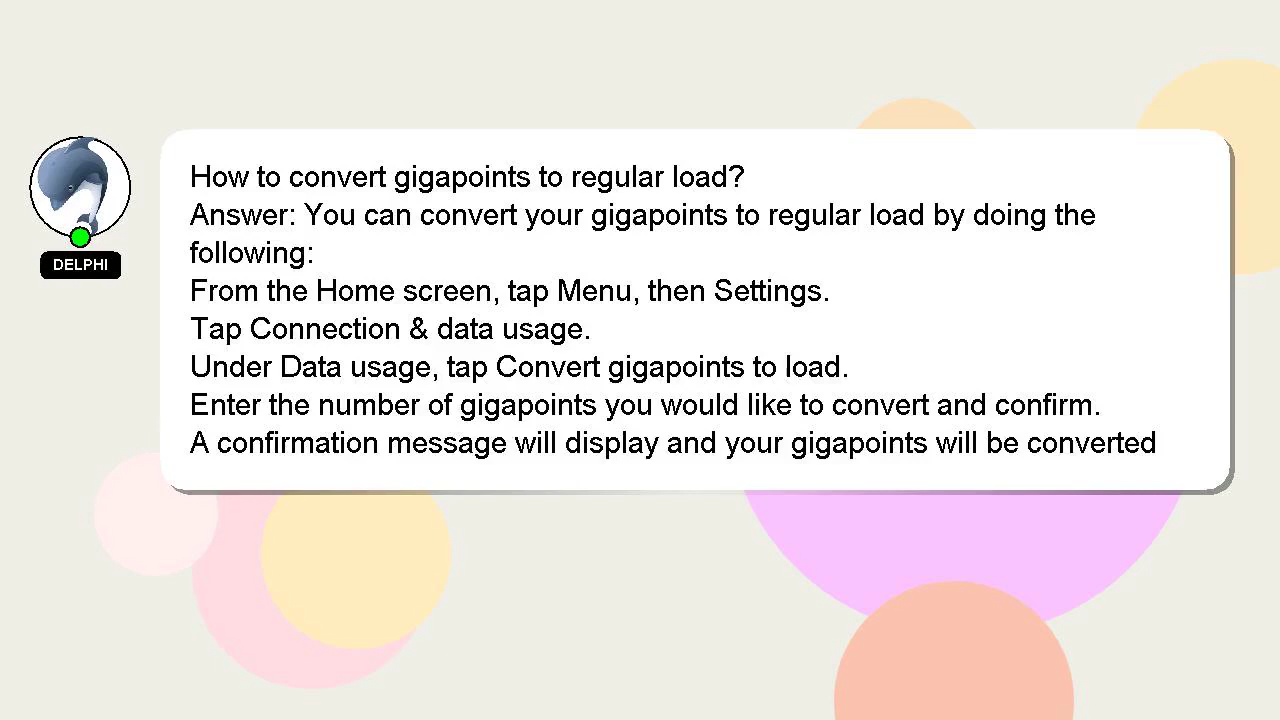 How to convert gigapoints to regular load?
Answer: You can convert your gigapoints to regular load by doing the
following:
From the Home screen, tap Menu, then Settings.
Tap Connection & data usage.
Under Data usage, tap Convert gigapoints to load.
Enter the number of gigapoints you would like to convert and confirm.
A confirmation message will display and your gigapoints will be converted
DELPHI